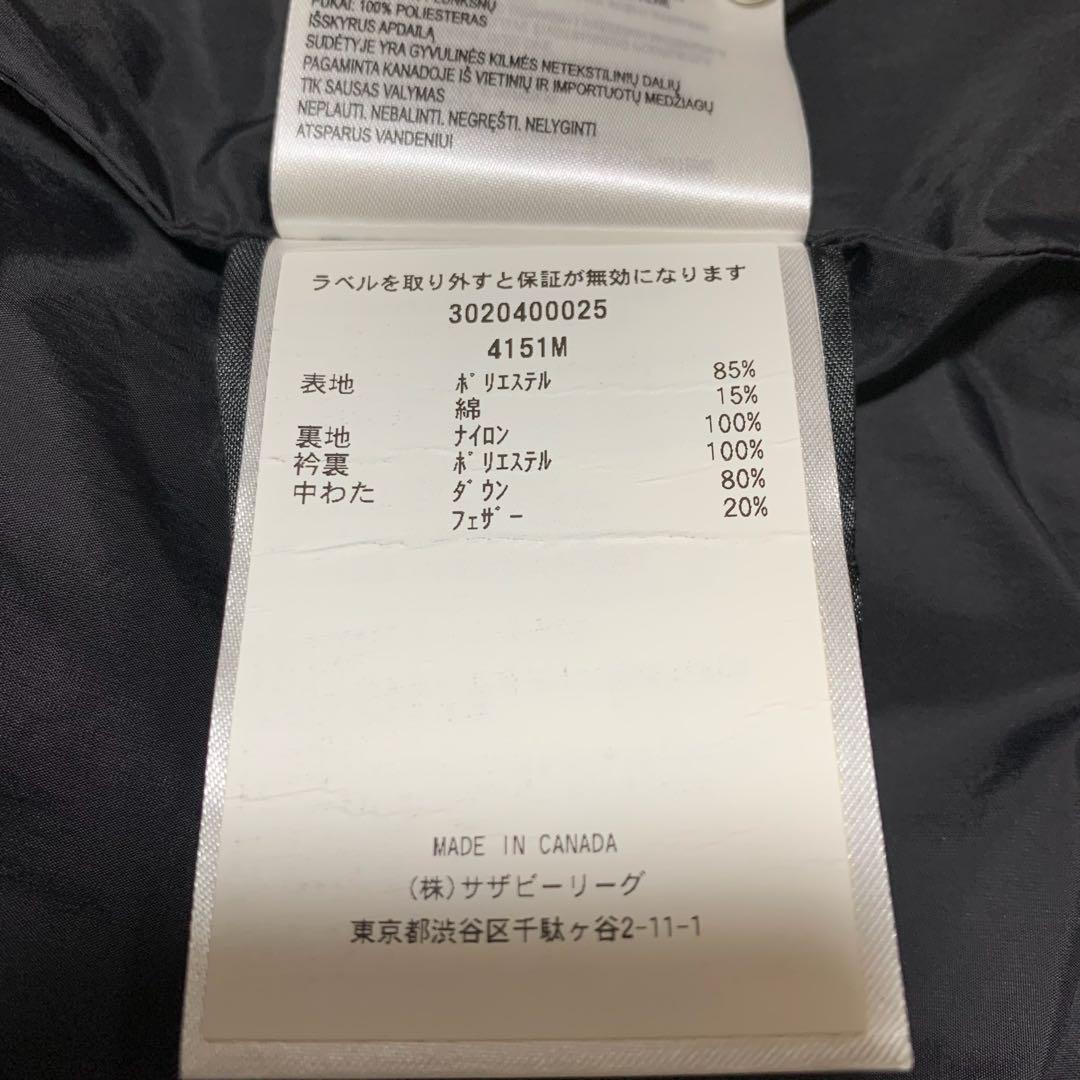 PŪKAI: 100% POLIESTERAS
IŠSKYRUS APDAILĄ
SUDĖTYJE YRA GYVULINĖS KILMĖS NETEKSTILINIŲ DALIŲ
PAGAMINTA KANADOJE IŠ VIETINIŲ IR IMPORTUOTŲ MEDŽIAGŲ
TIK SAUSAS VALYMAS
NEPLAUTI. NEBALINTI. NEGRĘŠTI. NELYGINTI
ATSPARUS VANDENIUI
ラベルを取り外すと保証が無効になります
3020400025
4151M
表地 ﾎﾟﾘｴｽﾃﾙ 85%
綿 15%
裏地 ﾅｲﾛﾝ 100%
衿裏 ﾎﾟﾘｴｽﾃﾙ 100%
中わた ﾀﾞｳﾝ 80%
ﾌｪｻﾞｰ 20%
MADE IN CANADA
(株)サザビーリーグ
東京都渋谷区千駄ヶ谷2-11-1